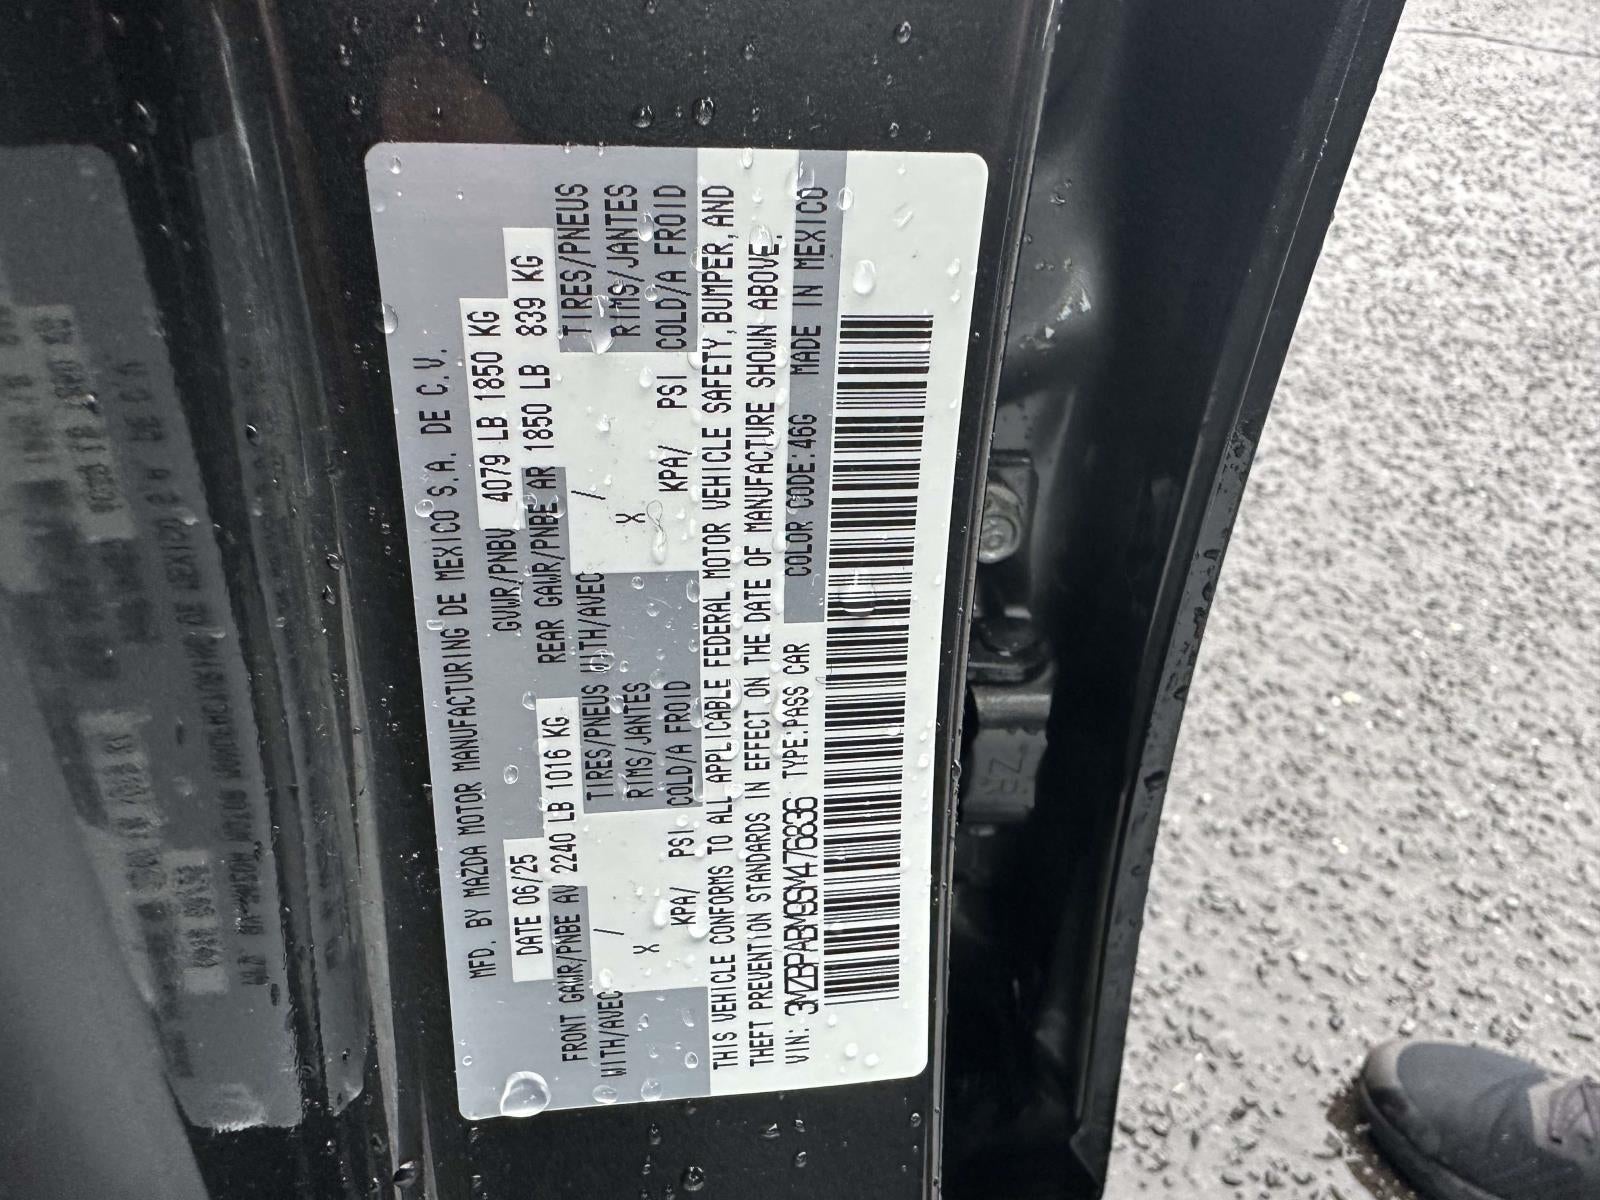 MFD. BY MAZDA MOTOR MANUFACTURING DE MEXICO S.A. DE C.V.
DATE 06/25 GVWR/PNBV 4079 LB 1850 KG
FRONT GAWR/PNBE AV 2240 LB 1016 KG REAR GAWR/PNBE AR 1850 LB 839 KG
WITH/AVEC / TIRES/PNEUS WITH/AVEC / TIRES/PNEUS
X RIMS/JANTES X RIMS/JANTES
KPA/ PSI COLD/A FROID KPA/ PSI COLD/A FROID
THIS VEHICLE CONFORMS TO ALL APPLICABLE FEDERAL MOTOR VEHICLE SAFETY, BUMPER, AND
THEFT PREVENTION STANDARDS IN EFFECT ON THE DATE OF MANUFACTURE SHOWN ABOVE.
VIN: 3MZBPABM9SM476836 TYPE:PASS CAR COLOR CODE:46G MADE IN MEXICO